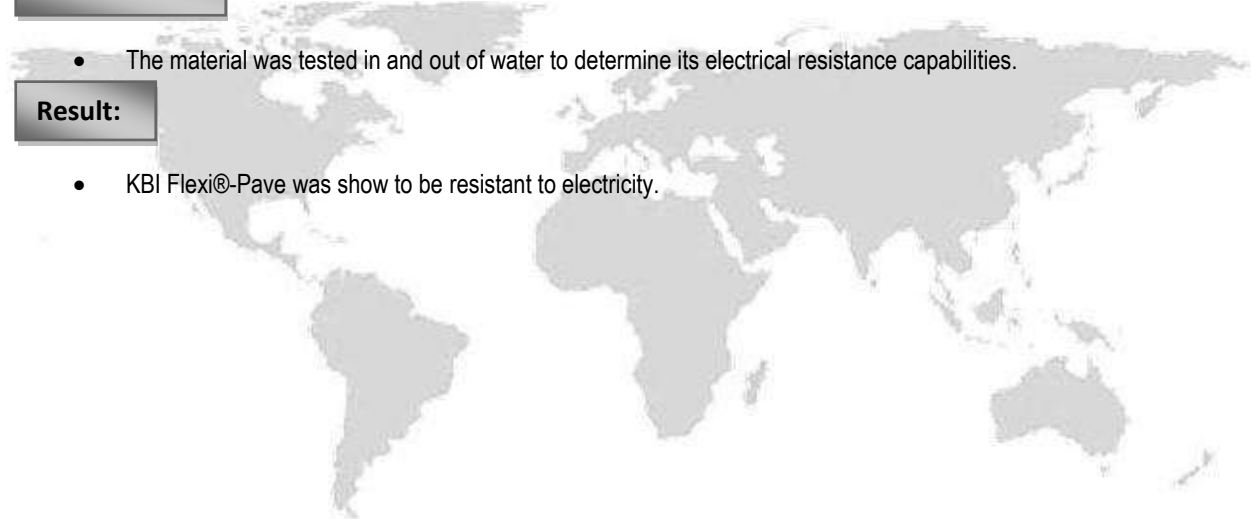 • The material was tested in and out of water to determine its electrical resistance capabilities.
Result:
• KBI Flexi®-Pave was show to be resistant to electricity.